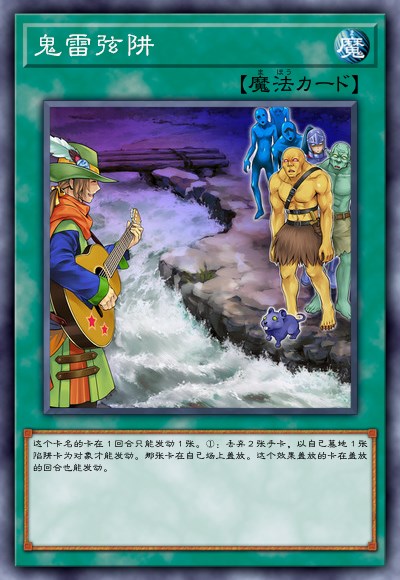 鬼雷弦阱
魔
【魔法カード】
まほう
这个卡名的卡在1回合只能发动1张。①：丢弃2张手卡，以自己墓地1张
陷阱卡为对象才能发动。那张卡在自己场上盖放。这个效果盖放的卡在盖放
的回合也能发动。